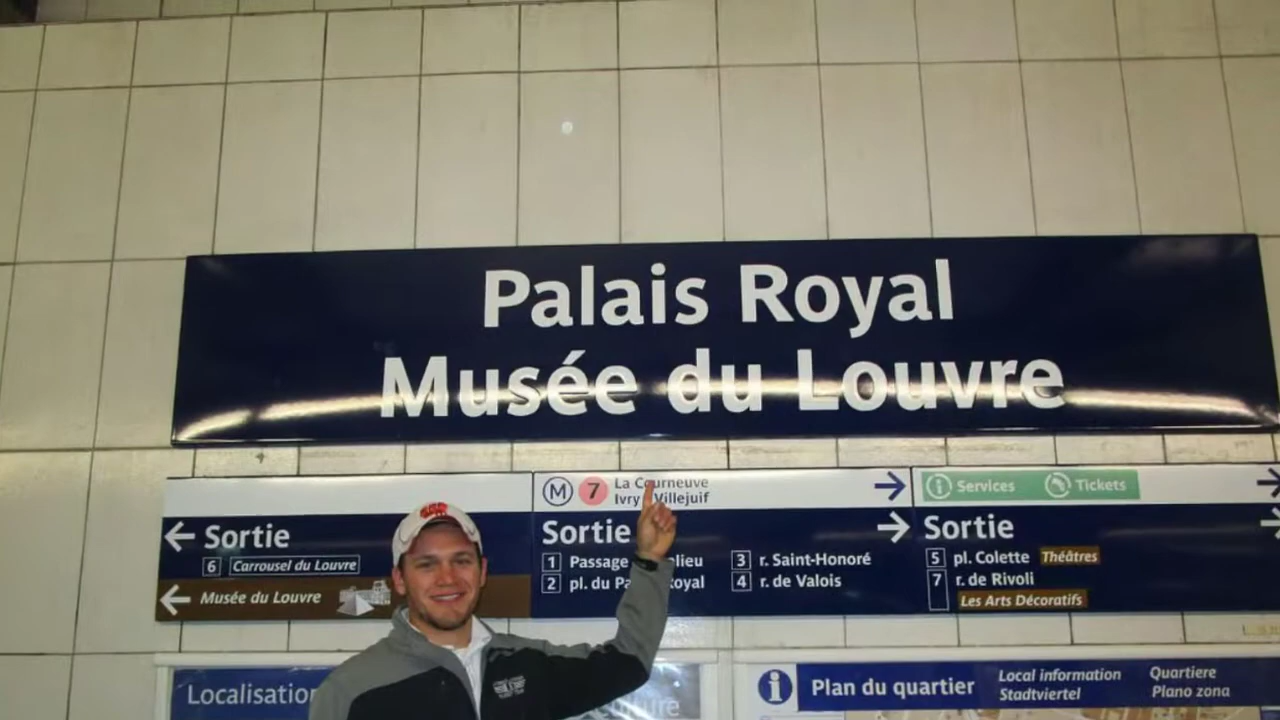 Palais Royal
Musée du Louvre
Sortie
6 Carrousel du Louvre
Musée du Louvre
M 7 La Courneuve
Ivry Villejuif
Sortie
1 Passage
2 pl. du
3 r. Saint-Honoré
4 r. de Valois
i Services Tickets
Sortie
5 pl. Colette Théâtres
7 r. de Rivoli
Les Arts Décoratifs
Localisation
i Plan du quartier
Local information
Stadtviertel
Quartiere
Plano zona